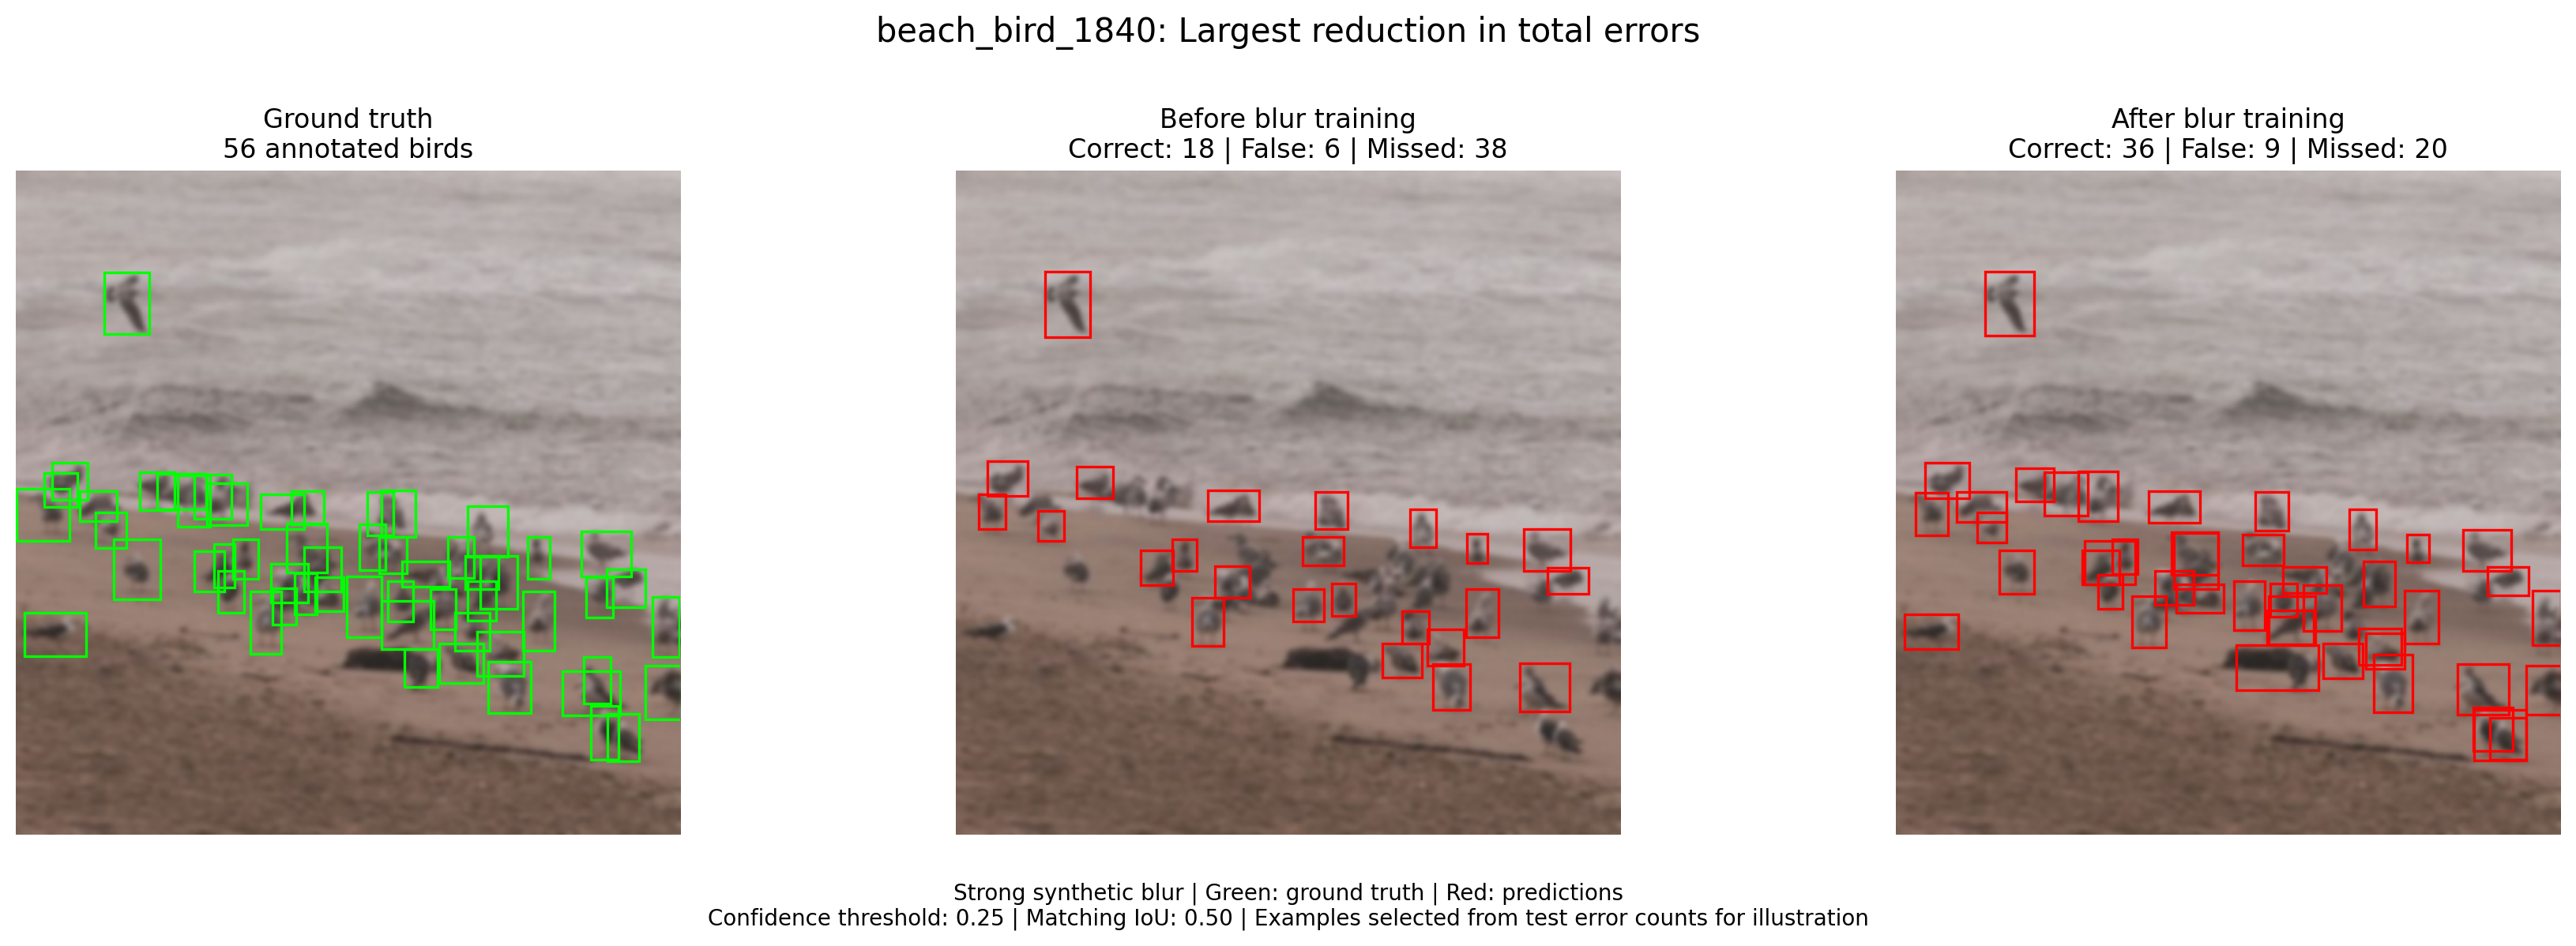 beach_bird_1840: Largest reduction in total errors
Ground truth
56 annotated birds
Before blur training
Correct: 18 | False: 6 | Missed: 38
After blur training
Correct: 36 | False: 9 | Missed: 20
Strong synthetic blur | Green: ground truth | Red: predictions
Confidence threshold: 0.25 | Matching IoU: 0.50 | Examples selected from test error counts for illustration